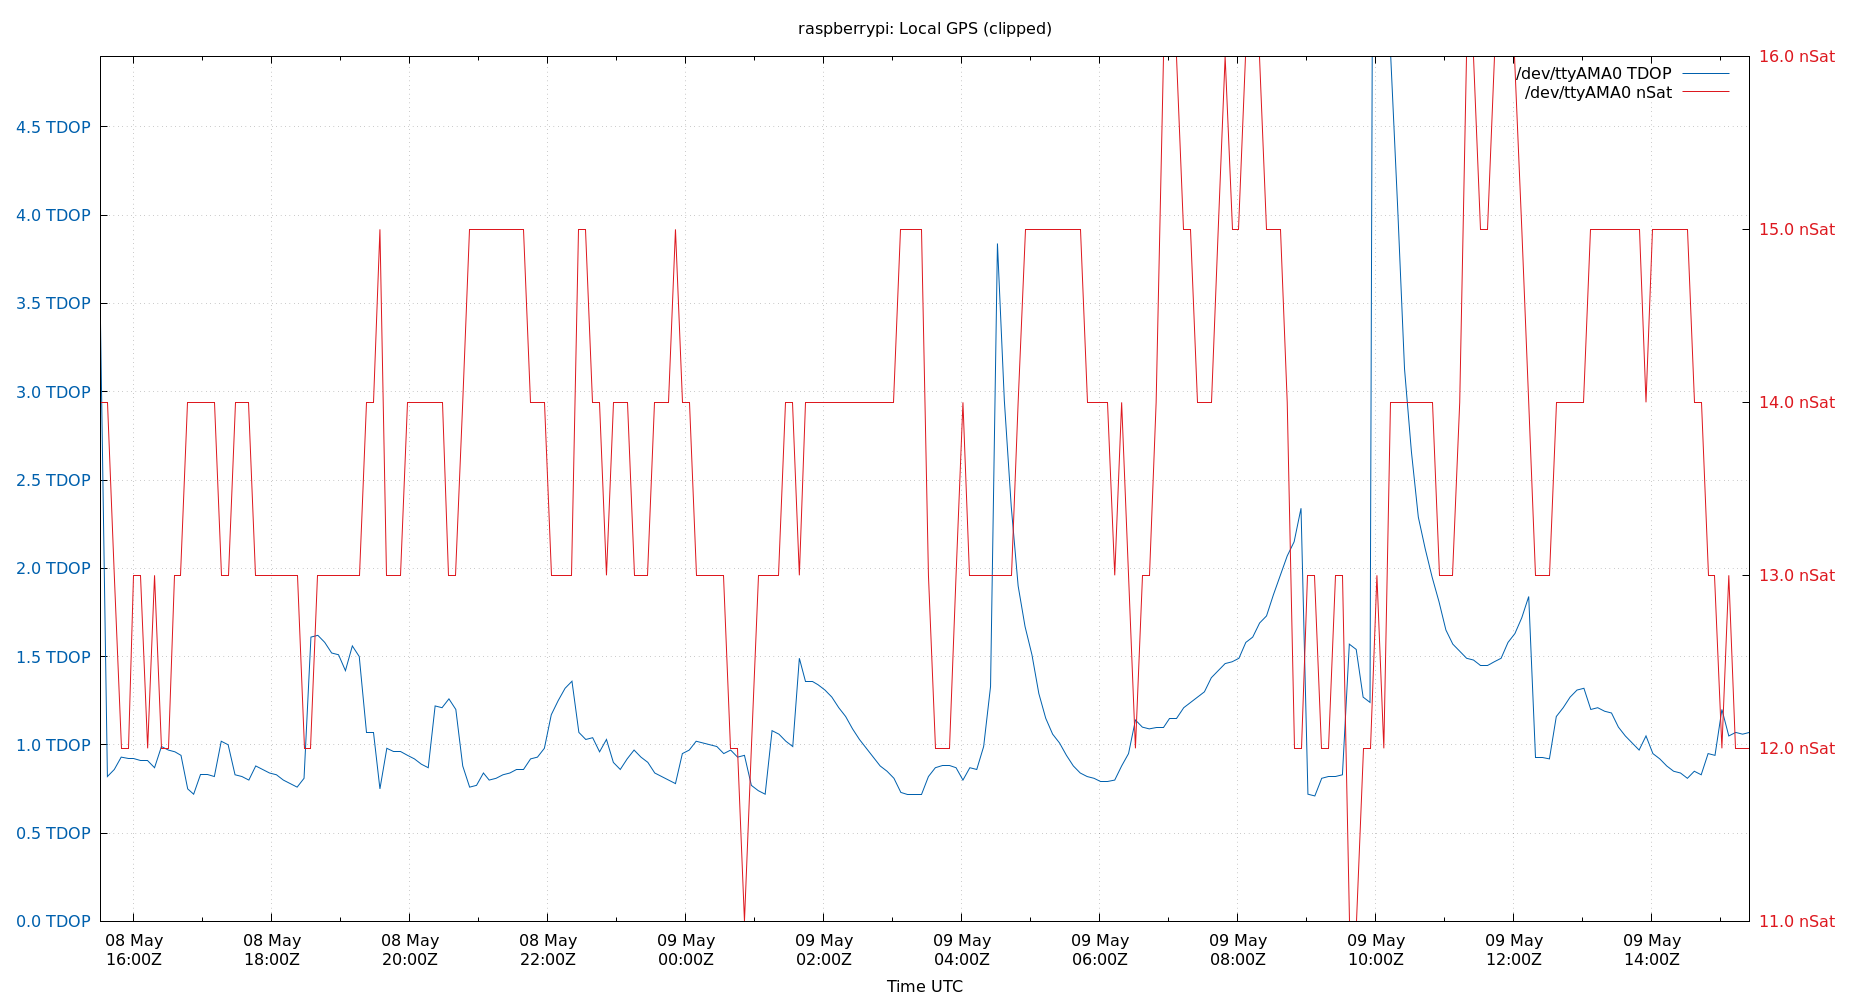 raspberrypi: Local GPS (clipped)
16.0 nSat
/dev/ttyAMA0 TDOP
/dev/ttyAMA0 nSat
4.5 TDOP
4.0 TDOP
15.0 nSat
3.5 TDOP
3.0 TDOP
14.0 nSat
2.5 TDOP
2.0 TDOP
13.0 nSat
1.5 TDOP
1.0 TDOP
12.0 nSat
0.5 TDOP
0.0 TDOP
11.0 nSat
08 May 08 May 08 May 08 May 09 May 09 May 09 May 09 May 09 May 09 May 09 May 09 May
16:00Z 18:00Z 20:00Z 22:00Z 00:00Z 02:00Z 04:00Z 06:00Z 08:00Z 10:00Z 12:00Z 14:00Z
Time UTC